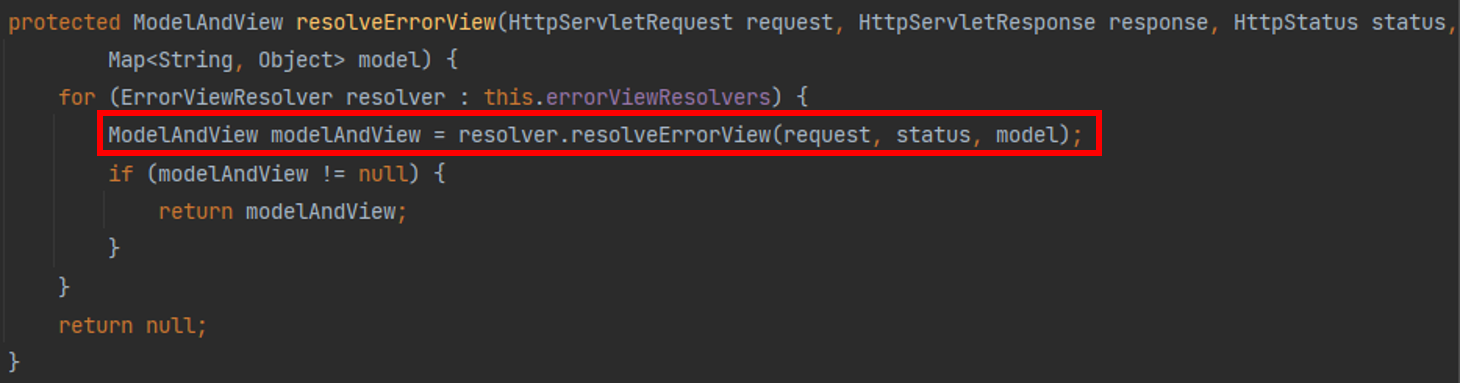 protected ModelAndView resolveErrorView(HttpServletRequest request, HttpServletResponse response, HttpStatus status,
        Map<String, Object> model) {
    for (ErrorViewResolver resolver : this.errorViewResolvers) {
        ModelAndView modelAndView = resolver.resolveErrorView(request, status, model);
        if (modelAndView != null) {
            return modelAndView;
        }
    }
    return null;
}